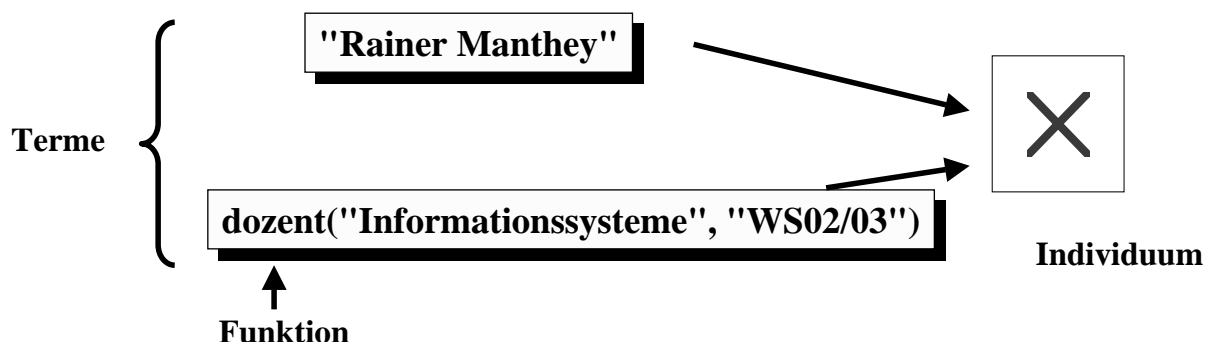 "Rainer Manthey"
Terme
dozent("Informationssysteme", "WS02/03")
Individuum
Funktion